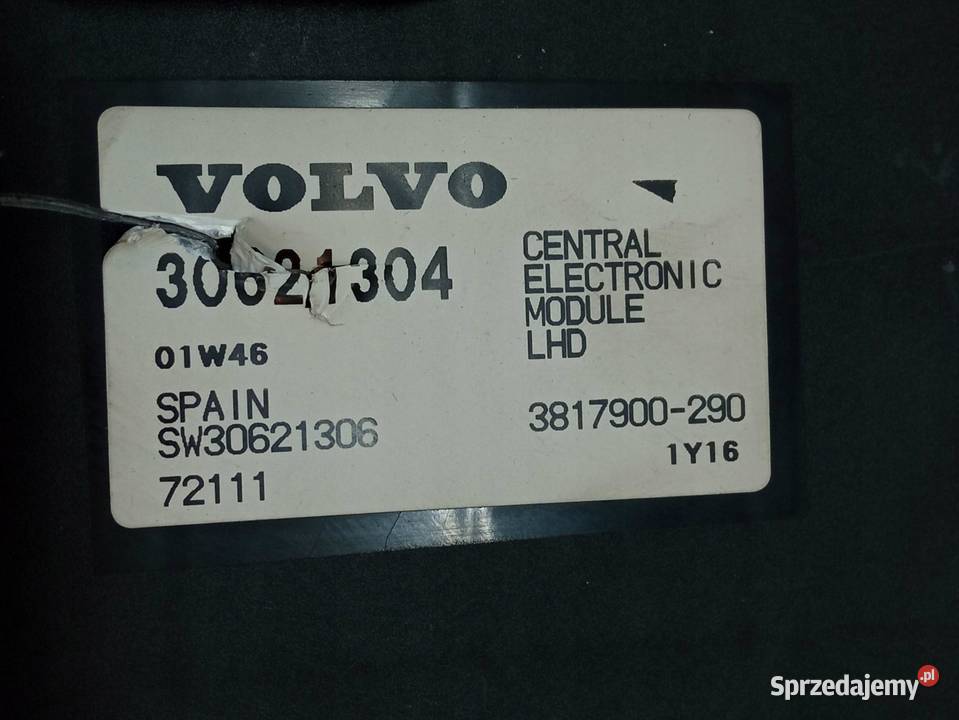 VOLVO
30621304
01W46
SPAIN
SW30621306
72111
CENTRAL
ELECTRONIC
MODULE
LHD
3817900-290
1Y16
Sprzedajemy.pl